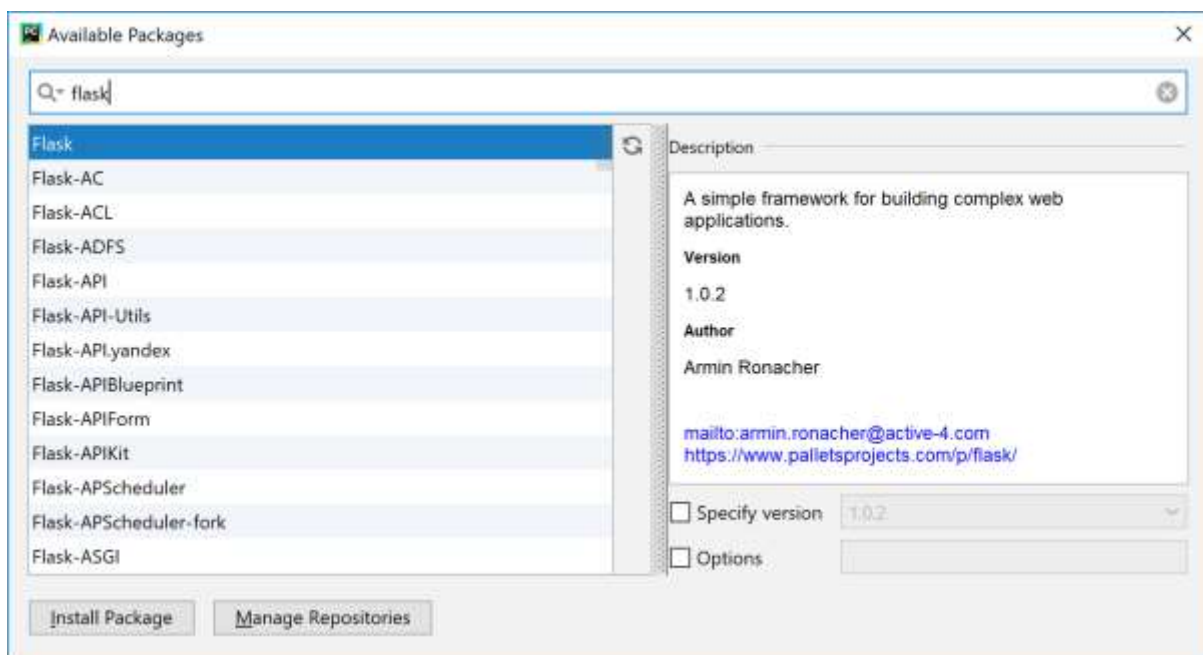 Available Packages
flask
Flask
Flask-AC
Flask-ACL
Flask-ADFS
Flask-API
Flask-API-Utils
Flask-API.yandex
Flask-APIBlueprint
Flask-APIForm
Flask-APIKit
Flask-APScheduler
Flask-APScheduler-fork
Flask-ASGI
Description
A simple framework for building complex web
applications.
Version
1.0.2
Author
Armin Ronacher
mailto:armin.ronacher@active-4.com
https://www.palletsprojects.com/p/flask/
Specify version 1.0.2
Options
Install Package Manage Repositories